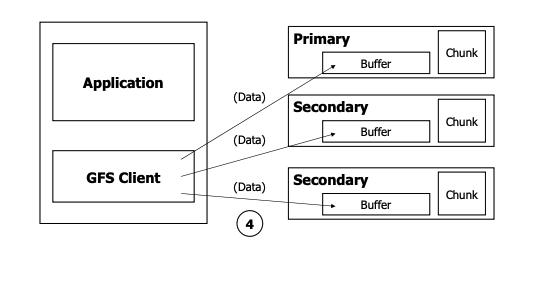 Primary
Buffer
Chunk
Application
(Data)
Secondary
Buffer
Chunk
(Data)
GFS Client
(Data)
Secondary
Buffer
Chunk
4